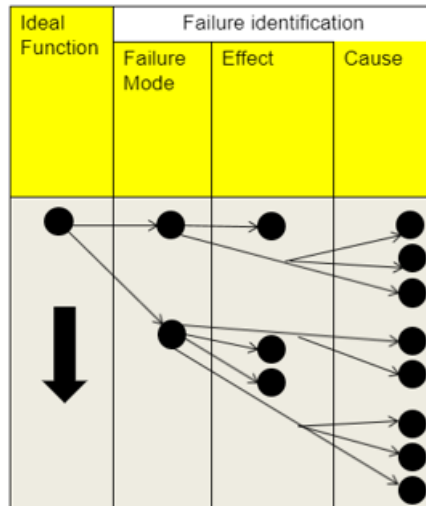 Ideal
Function
Failure identification
Failure
Mode
Effect
Cause